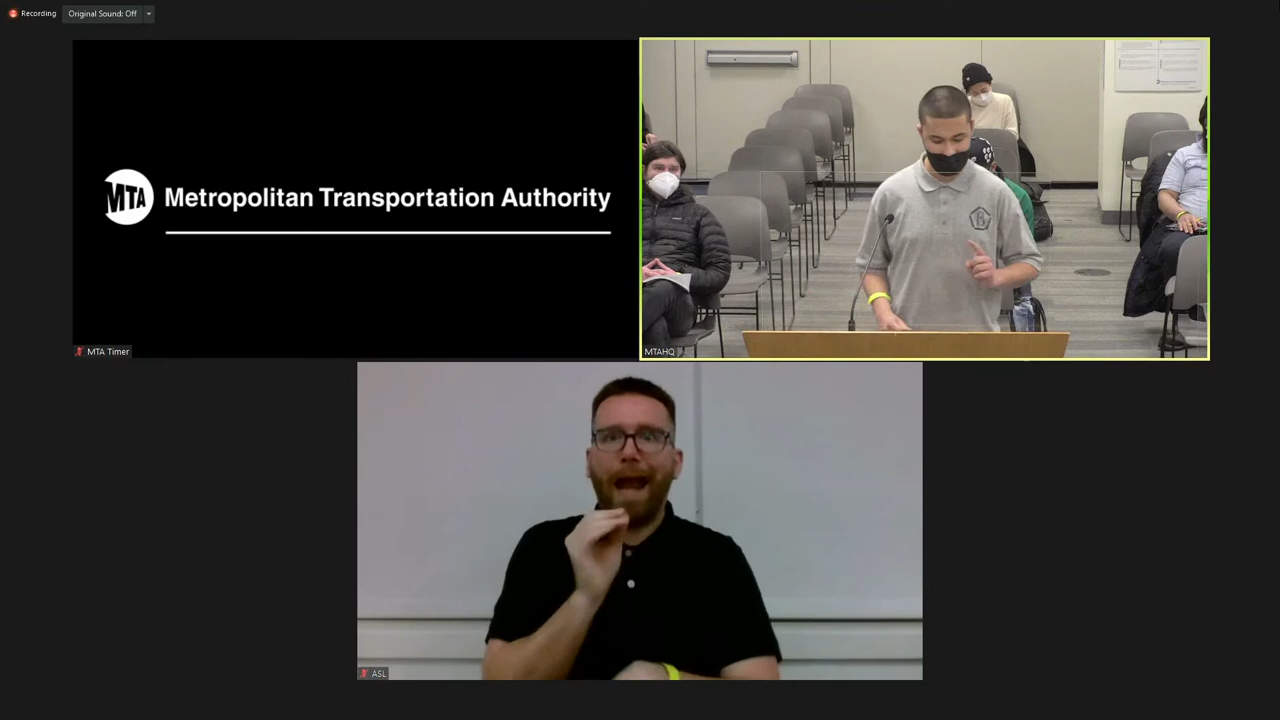 Recording
Original Sound: Off
MTA
Metropolitan Transportation Authority
MTA Timer
MTAHQ
ASL